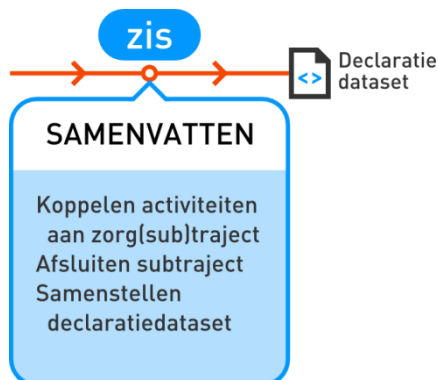 zis
Declaratie
dataset
<>
SAMENVATTEN
Koppelen activiteiten
aan zorg(sub)traject
Afsluiten subtraject
Samenstellen
declaratiedataset